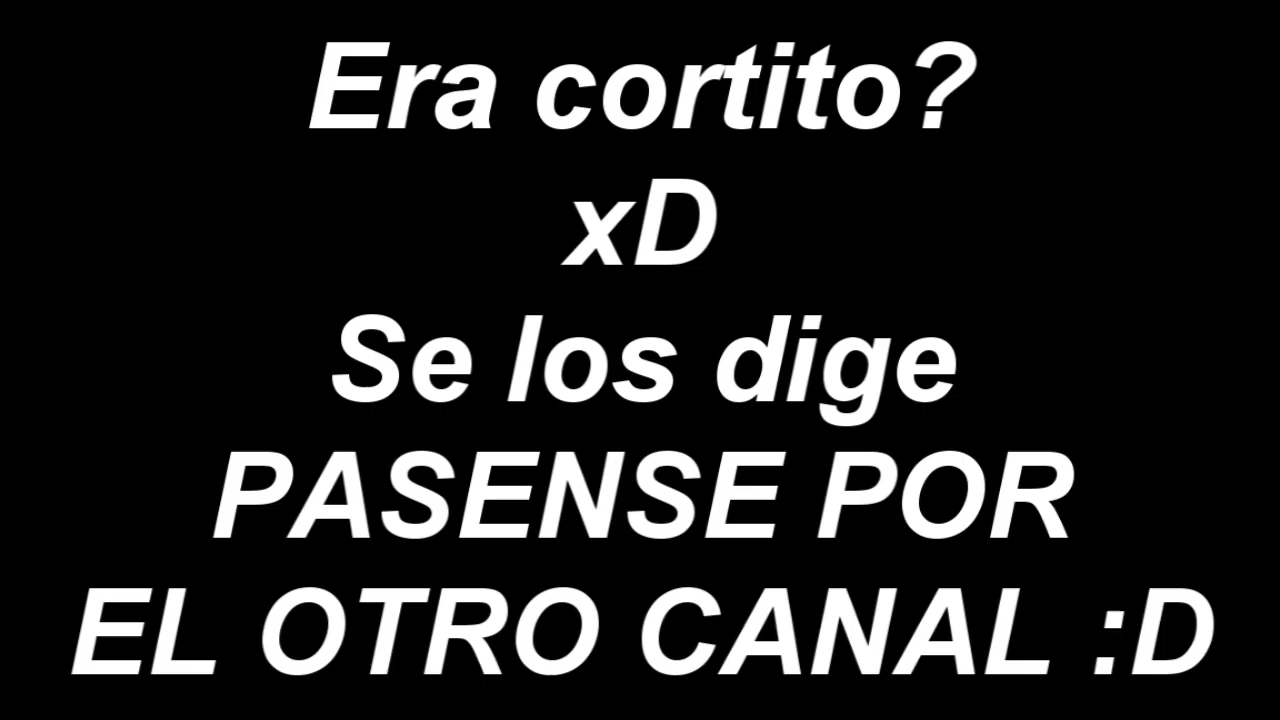 Era cortito?
xD
Se los dige
PASENSE POR
EL OTRO CANAL :D